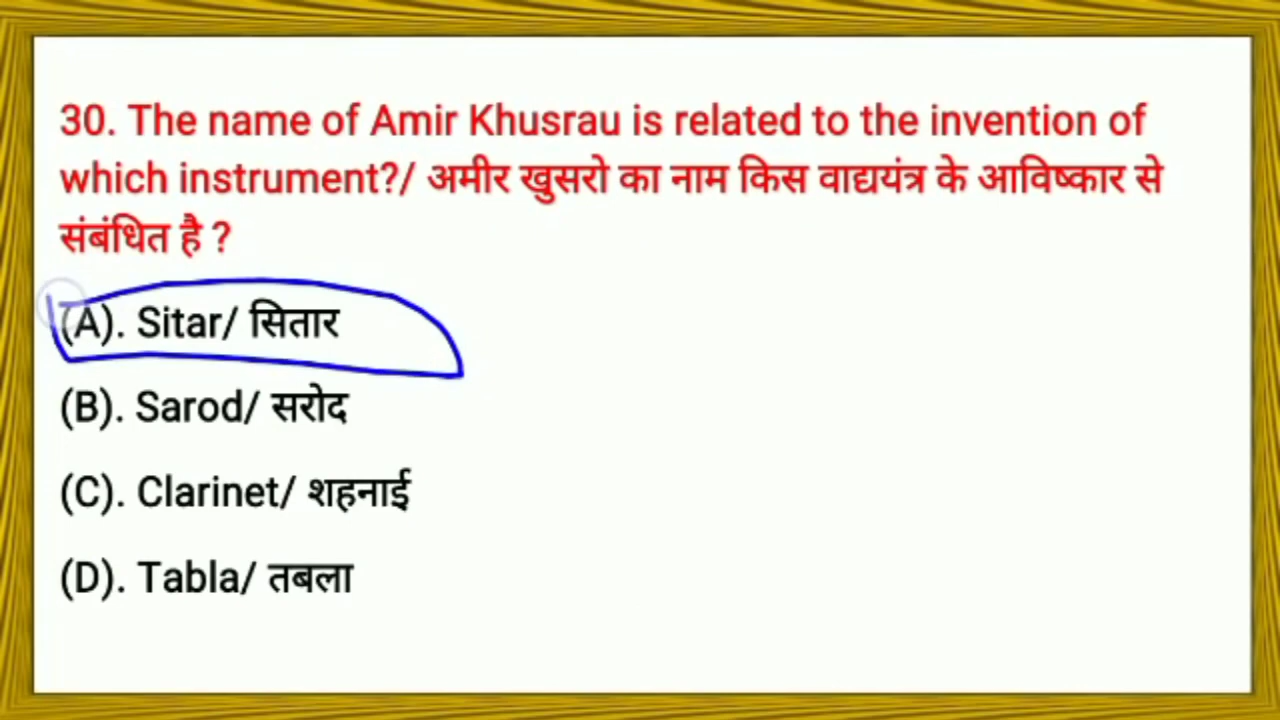 30. The name of Amir Khusrau is related to the invention of
which instrument?/ अमीर खुसरो का नाम किस वाद्ययंत्र के आविष्कार से
संबंधित है ?
(A). Sitar/ सितार
(B). Sarod/ सरोद
(C). Clarinet/ शहनाई
(D). Tabla/ तबला